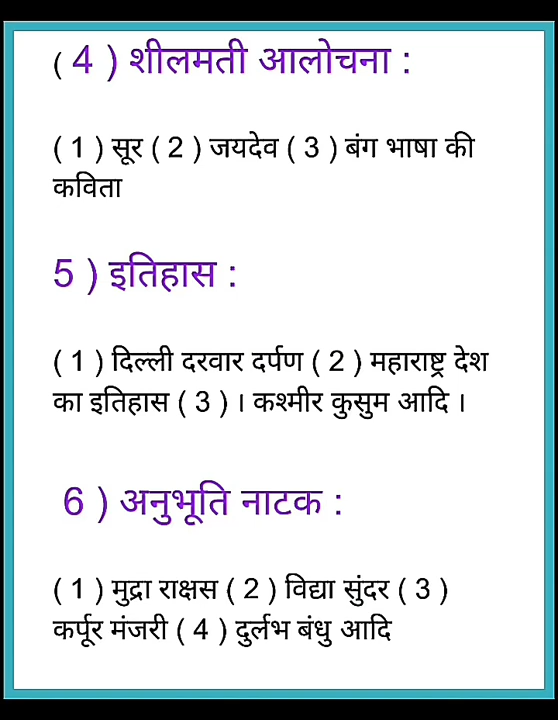 ( 4 ) शीलमती आलोचना :
( 1 ) सूर ( 2 ) जयदेव ( 3 ) बंग भाषा की
कविता
5 ) इतिहास :
( 1 ) दिल्ली दरवार दर्पण ( 2 ) महाराष्ट्र देश
का इतिहास ( 3 ) । कश्मीर कुसुम आदि ।
6 ) अनुभूति नाटक :
( 1 ) मुद्रा राक्षस ( 2 ) विद्या सुंदर ( 3 )
कर्पूर मंजरी ( 4 ) दुर्लभ बंधु आदि